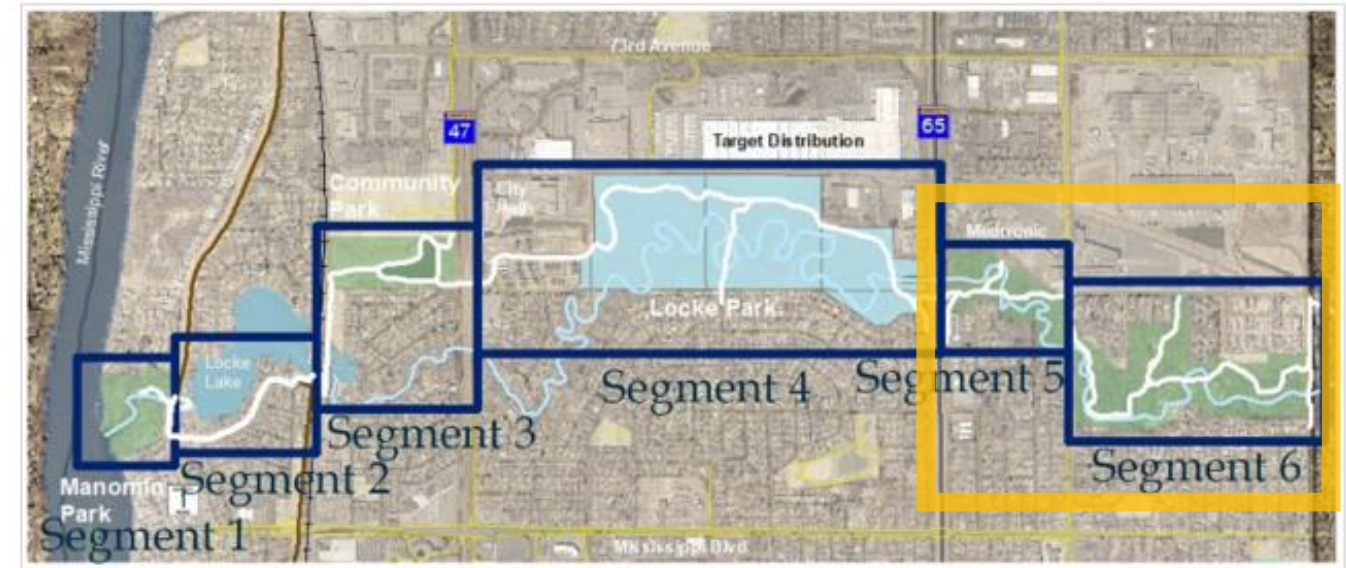 73rd Avenue
47
65
Target Distribution
Mississippi River
Community
Park
City
Hall
Medtronic
Locke Park
Locke
Lake
Segment 4
Segment 5
Segment 3
Segment 6
Segment 2
Manomin
Park
1
Segment 1
Mississippi Blvd